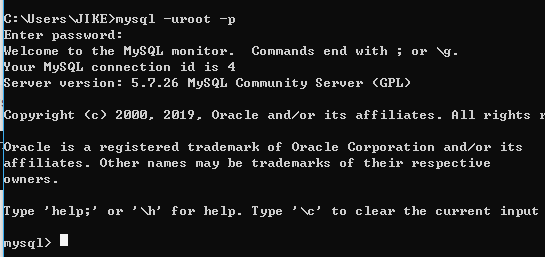 C:\Users\JIKE>mysql -uroot -p
Enter password:
Welcome to the MySQL monitor.  Commands end with ; or \g.
Your MySQL connection id is 4
Server version: 5.7.26 MySQL Community Server (GPL)
Copyright (c) 2000, 2019, Oracle and/or its affiliates. All rights r
Oracle is a registered trademark of Oracle Corporation and/or its
affiliates. Other names may be trademarks of their respective
owners.
Type 'help;' or '\h' for help. Type '\c' to clear the current input
mysql>